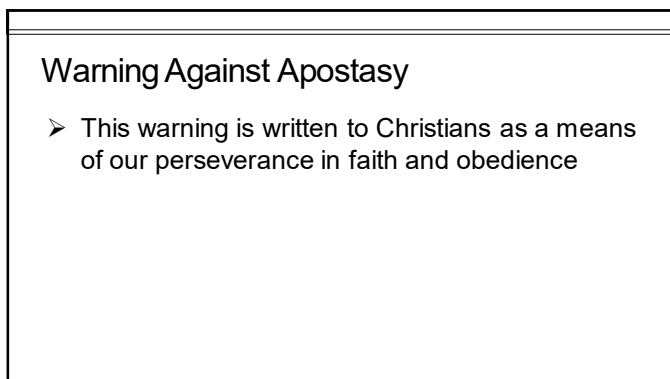 Warning Against Apostasy
➢ This warning is written to Christians as a means
of our perseverance in faith and obedience